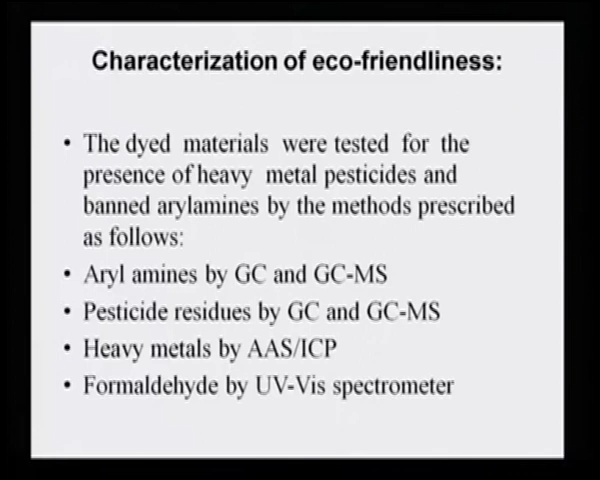 Characterization of eco-friendliness:
• The dyed materials were tested for the
presence of heavy metal pesticides and
banned arylamines by the methods prescribed
as follows:
• Aryl amines by GC and GC-MS
• Pesticide residues by GC and GC-MS
• Heavy metals by AAS/ICP
• Formaldehyde by UV-Vis spectrometer